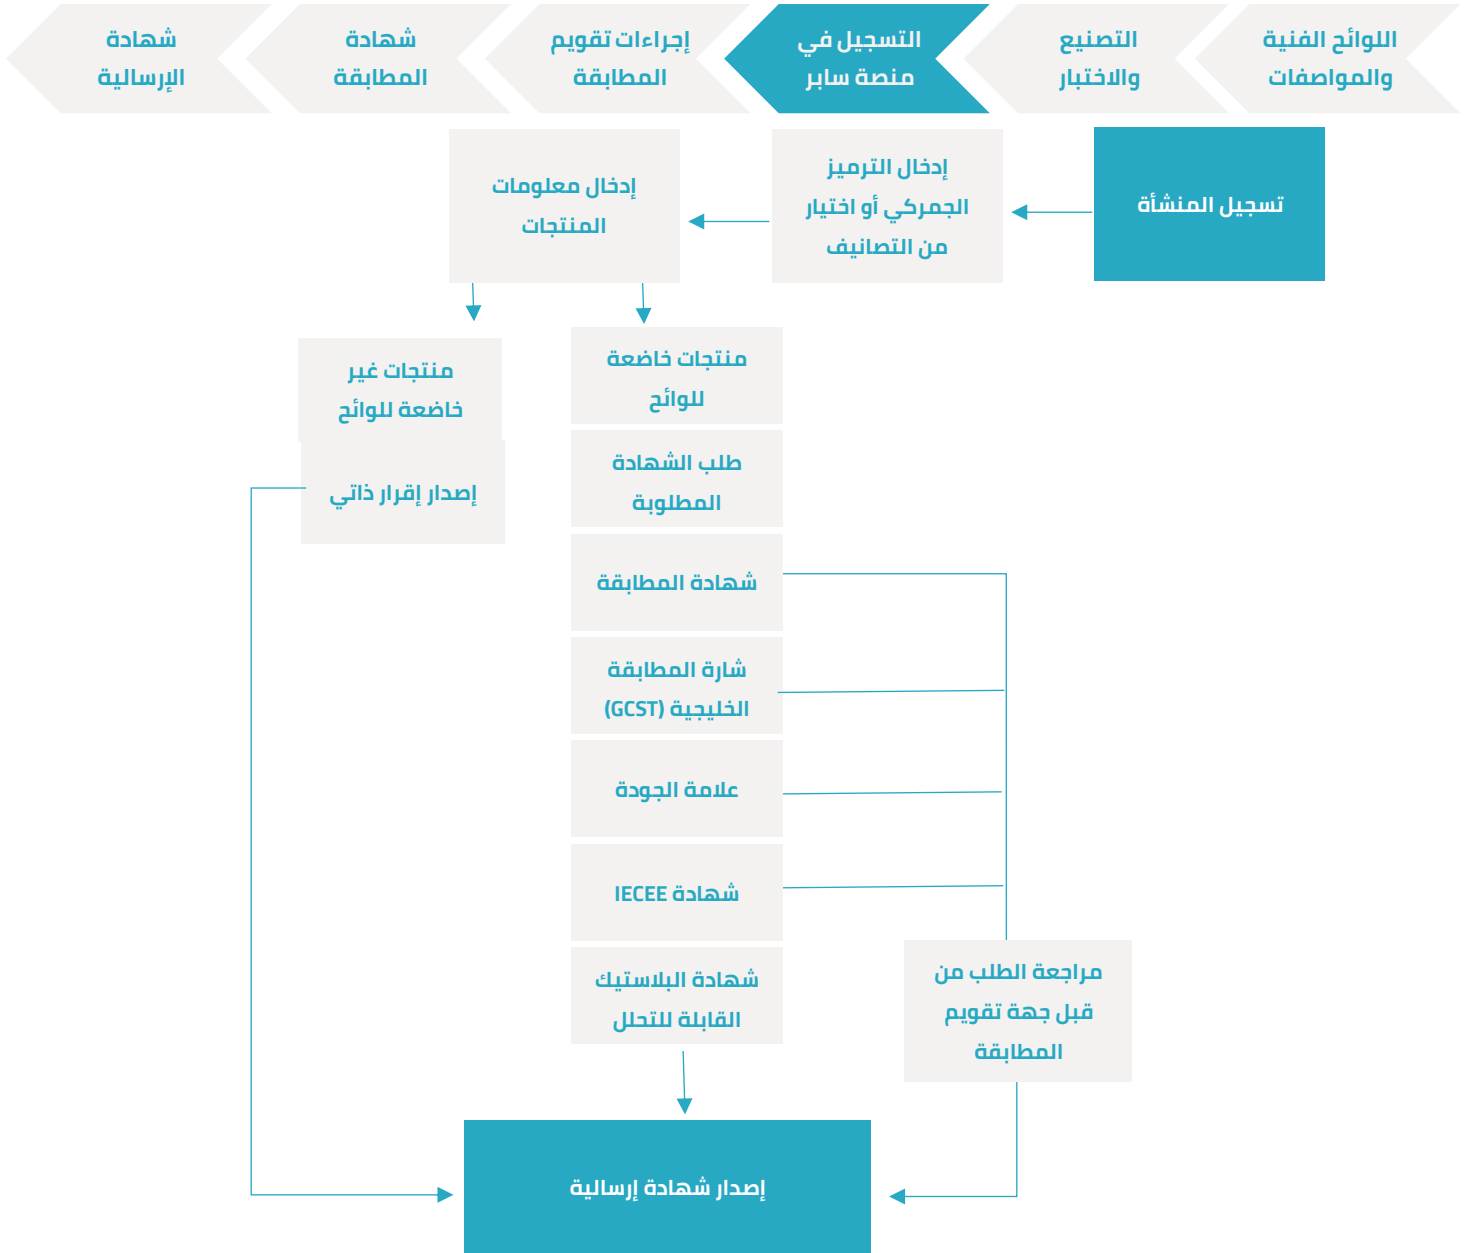 اللوائح الفنية
والمواصفات
التصنيع
والاختبار
التسجيل في
منصة سابر
إجراءات تقويم
المطابقة
شهادة
المطابقة
شهادة
الإرسالية
تسجيل المنشأة
إدخال الترميز
الجمركي أو اختيار
من التصانيف
إدخال معلومات
المنتجات
منتجات خاضعة
للوائح
منتجات غير
خاضعة للوائح
إصدار إقرار ذاتي
طلب الشهادة
المطلوبة
شهادة المطابقة
شارة المطابقة
الخليجية (GCST)
علامة الجودة
شهادة IECEE
شهادة البلاستيك
القابلة للتحلل
مراجعة الطلب من
قبل جهة تقويم
المطابقة
إصدار شهادة إرسالية